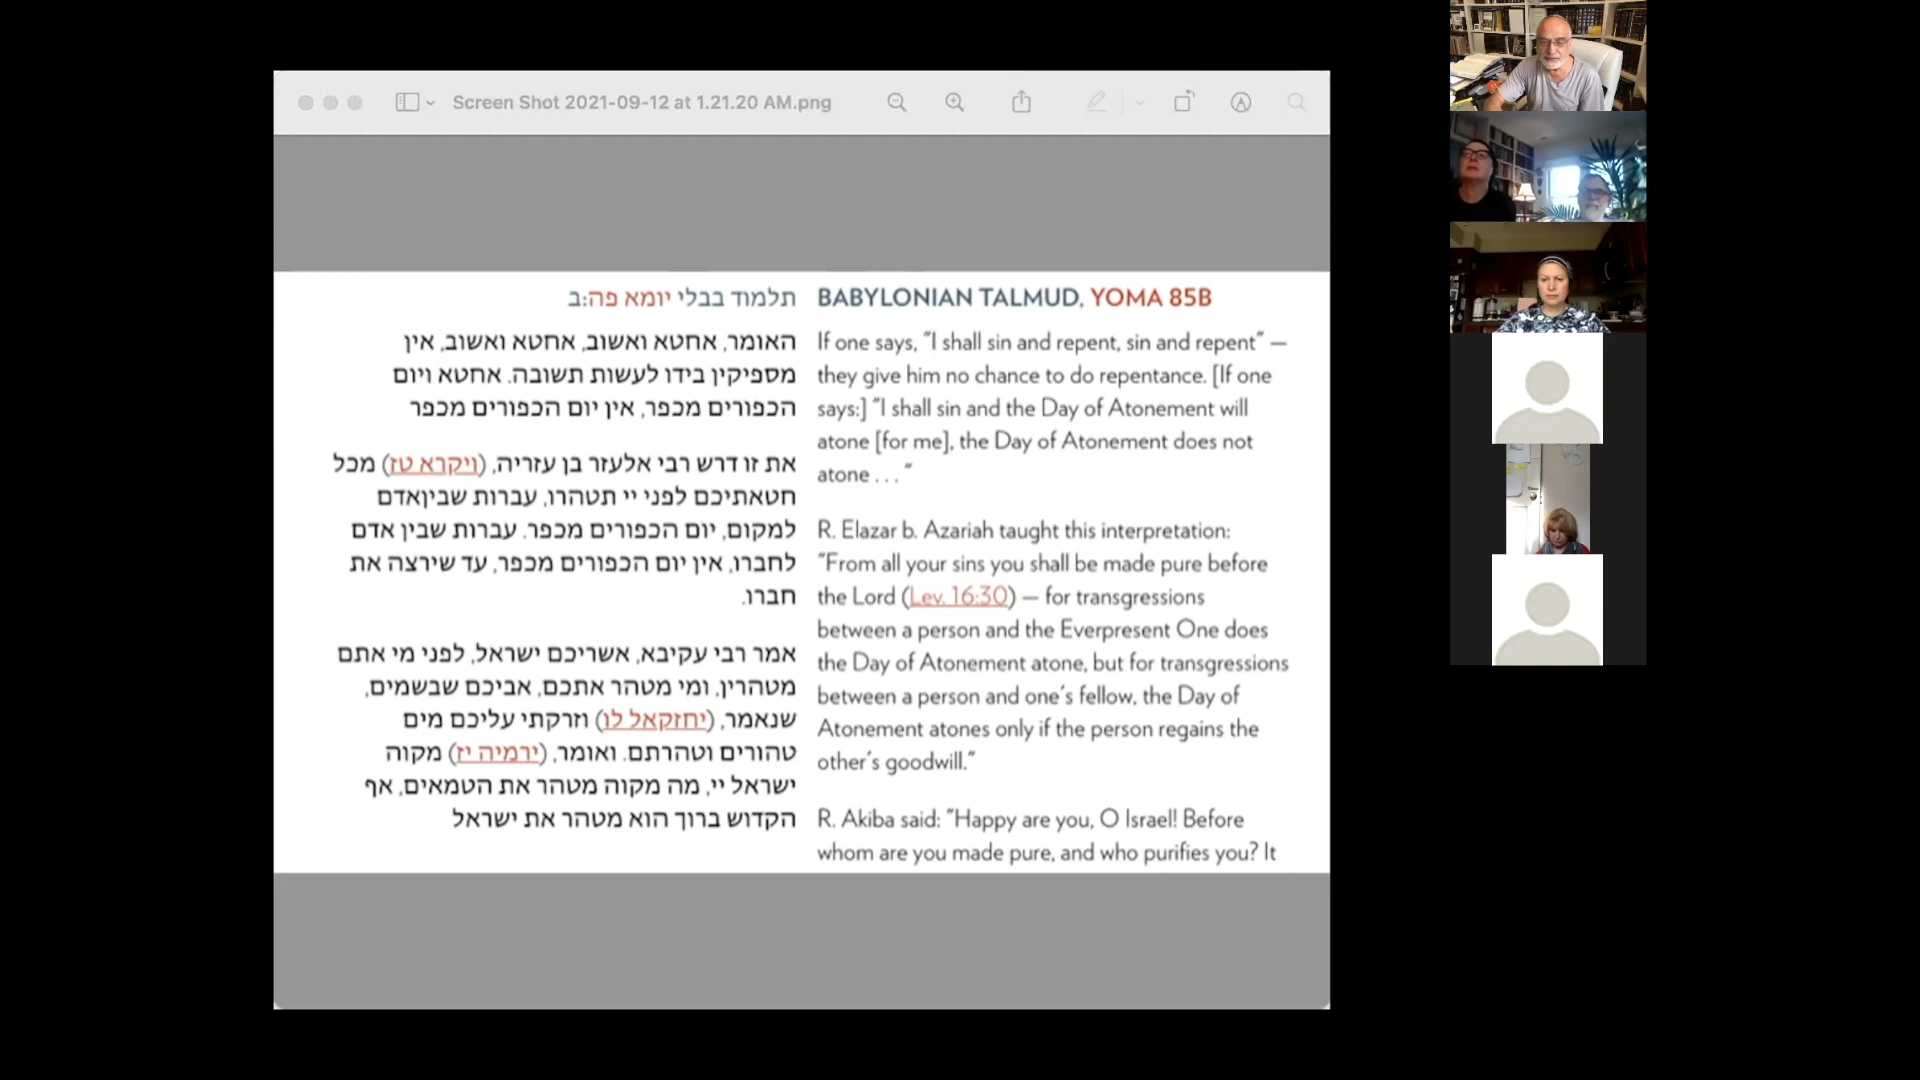 Screen Shot 2021-09-12 at 1.21.20 AM.png
תלמוד בבלי יומא פה:ב
האומר, אחטא ואשוב, אחטא ואשוב, אין
מספיקין בידו לעשות תשובה. אחטא ויום
הכפורים מכפר, אין יום הכפורים מכפר
את זו דרש רבי אלעזר בן עזריה, (ויקרא טז) מכל
חטאתיכם לפני יי תטהרו, עברות שביןאדם
למקום, יום הכפורים מכפר. עברות שבין אדם
לחברו, אין יום הכפורים מכפר, עד שירצה את
חברו.
אמר רבי עקיבא, אשריכם ישראל, לפני מי אתם
מטהרין, ומי מטהר אתכם, אביכם שבשמים,
שנאמר, (יחזקאל לו) וזרקתי עליכם מים
טהורים וטהרתם. ואומר, (ירמיה יז) מקוה
ישראל יי, מה מקוה מטהר את הטמאים, אף
הקדוש ברוך הוא מטהר את ישראל
BABYLONIAN TALMUD, YOMA 85B
If one says, "I shall sin and repent, sin and repent" —
they give him no chance to do repentance. [If one
says:] "I shall sin and the Day of Atonement will
atone [for me], the Day of Atonement does not
atone . . ."
R. Elazar b. Azariah taught this interpretation:
"From all your sins you shall be made pure before
the Lord (Lev. 16:30) — for transgressions
between a person and the Everpresent One does
the Day of Atonement atone, but for transgressions
between a person and one's fellow, the Day of
Atonement atones only if the person regains the
other's goodwill."
R. Akiba said: "Happy are you, O Israel! Before
whom are you made pure, and who purifies you? It